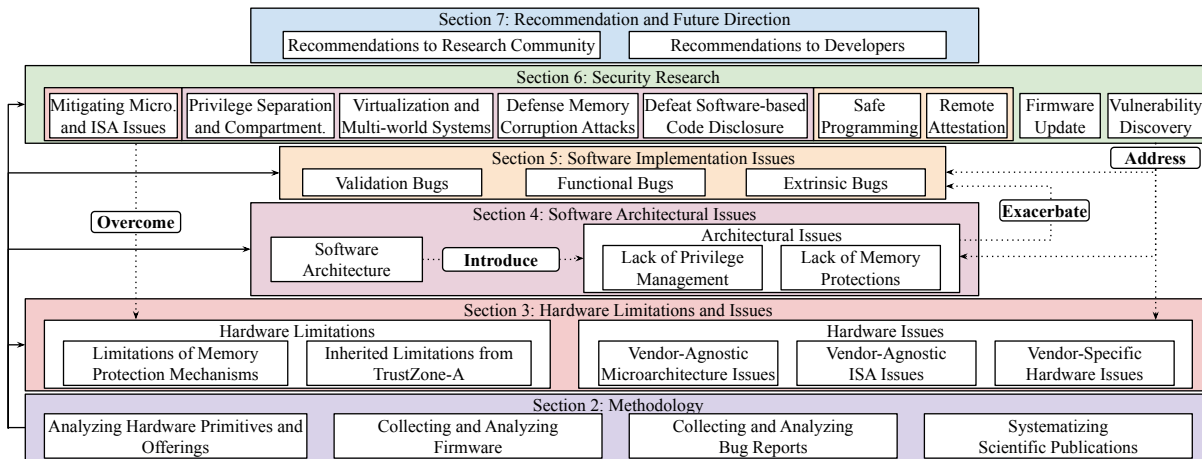 Section 7: Recommendation and Future Direction
Recommendations to Research Community
Recommendations to Developers
Section 6: Security Research
Mitigating Micro.
and ISA Issues
Privilege Separation
and Compartment.
Virtualization and
Multi-world Systems
Defense Memory
Corruption Attacks
Defeat Software-based
Code Disclosure
Safe
Programming
Remote
Attestation
Firmware
Update
Vulnerability
Discovery
Section 5: Software Implementation Issues
Validation Bugs
Functional Bugs
Extrinsic Bugs
Address
Overcome
Exacerbate
Section 4: Software Architectural Issues
Software
Architecture
Introduce
Architectural Issues
Lack of Privilege
Management
Lack of Memory
Protections
Section 3: Hardware Limitations and Issues
Hardware Limitations
Limitations of Memory
Protection Mechanisms
Inherited Limitations from
TrustZone-A
Hardware Issues
Vendor-Agnostic
Microarchitecture Issues
Vendor-Agnostic
ISA Issues
Vendor-Specific
Hardware Issues
Section 2: Methodology
Analyzing Hardware Primitives and
Offerings
Collecting and Analyzing
Firmware
Collecting and Analyzing
Bug Reports
Systematizing
Scientific Publications